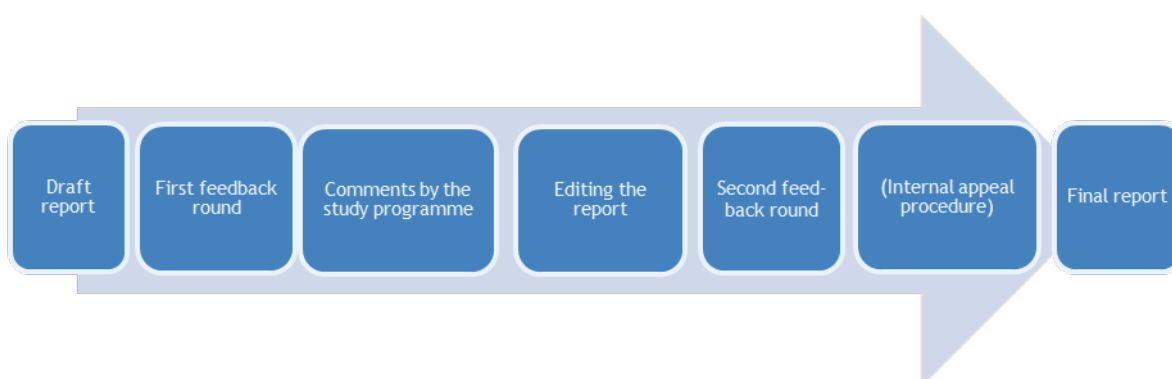 Draft
report
First feedback
round
Comments by the
study programme
Editing the
report
Second feed-
back round
(Internal appeal
procedure)
Final report